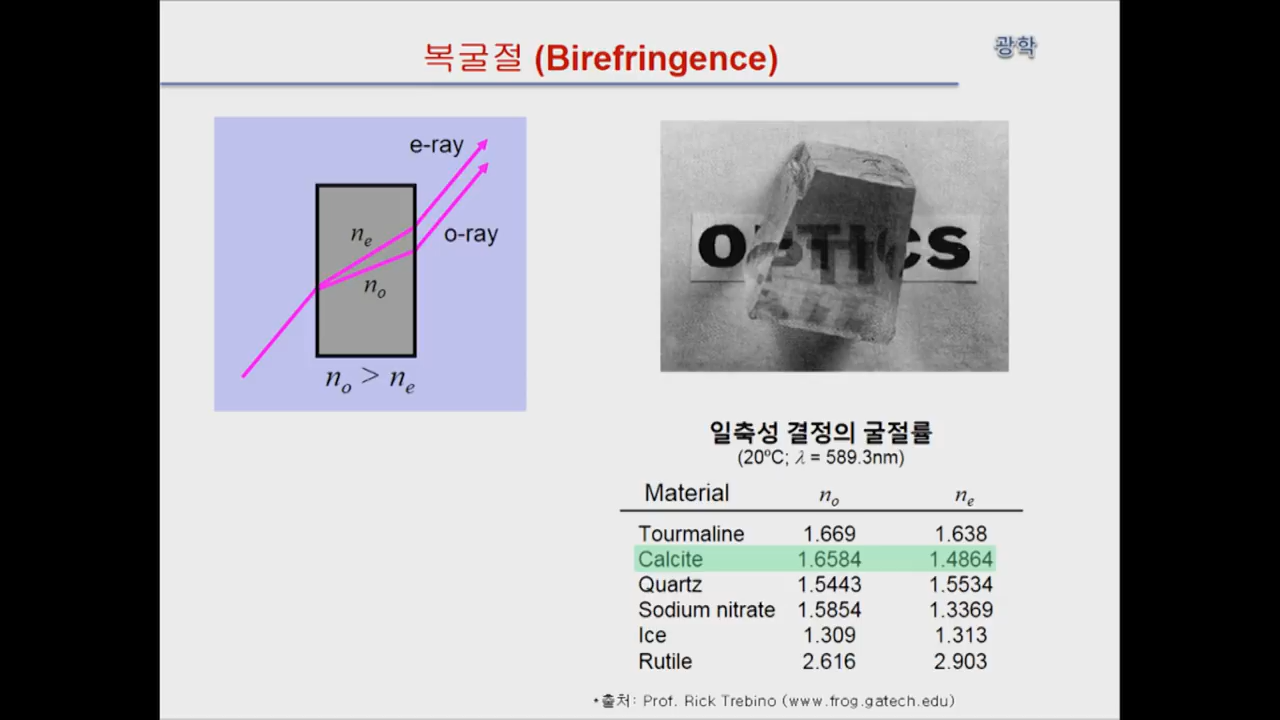 복굴절 (Birefringence)
광학
e-ray
o-ray
nₑ
nₒ
nₒ > nₑ
OPTICS
일축성 결정의 굴절률
(20ºC; λ = 589.3nm)
Material nₒ nₑ
Tourmaline 1.669 1.638
Calcite 1.6584 1.4864
Quartz 1.5443 1.5534
Sodium nitrate 1.5854 1.3369
Ice 1.309 1.313
Rutile 2.616 2.903
*출처: Prof. Rick Trebino (www.frog.gatech.edu)